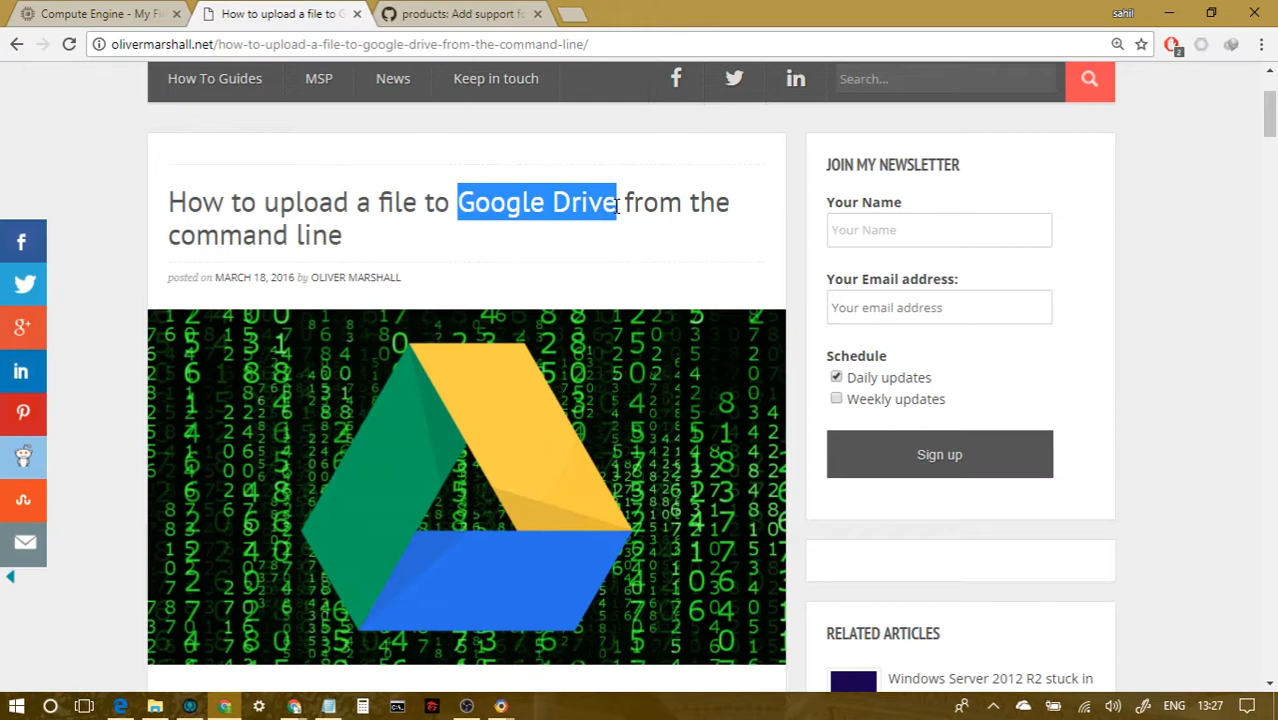 Compute Engine - My Fi
How to upload a file to G
products: Add support fo
sahil
olivermarshall.net/how-to-upload-a-file-to-google-drive-from-the-command-line/
2
How To Guides
MSP
News
Keep in touch
Search...
How to upload a file to Google Drive from the
command line
posted on MARCH 18, 2016 by OLIVER MARSHALL
JOIN MY NEWSLETTER
Your Name
Your Name
Your Email address:
Your email address
Schedule
Daily updates
Weekly updates
Sign up
RELATED ARTICLES
Windows Server 2012 R2 stuck in
ENG
13:27